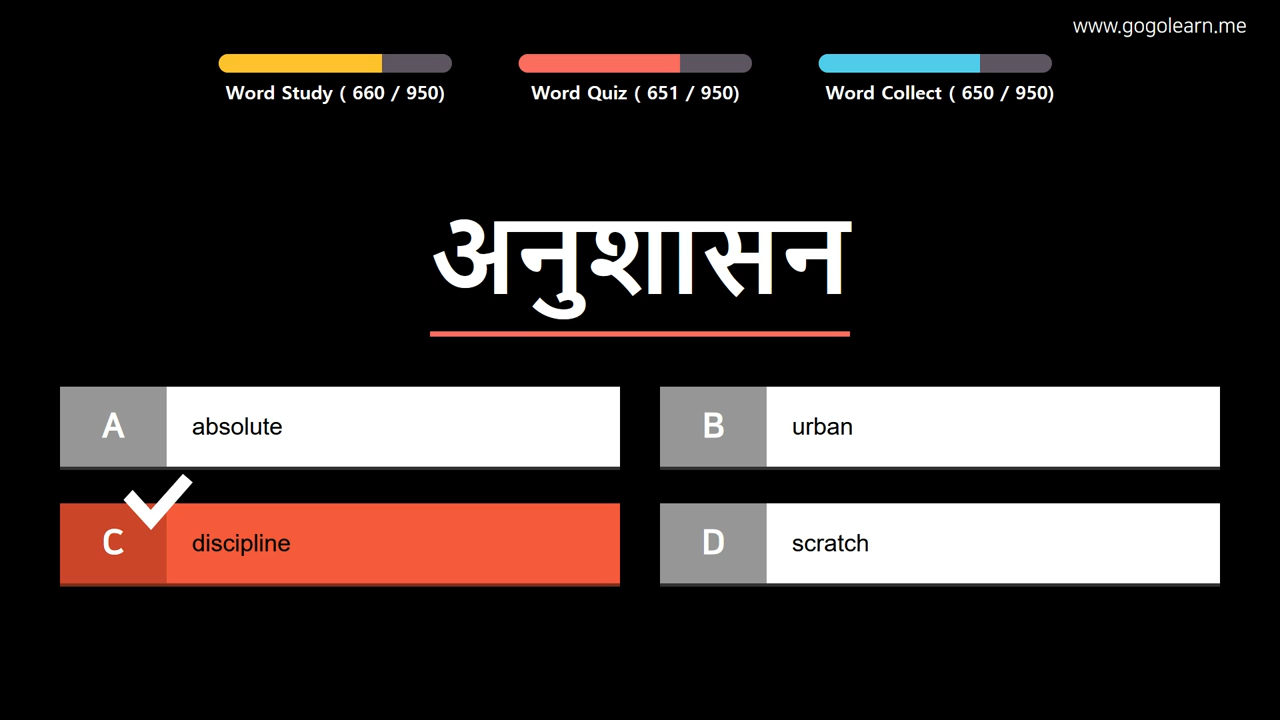 www.gogolearn.me
Word Study ( 660 / 950)
Word Quiz ( 651 / 950)
Word Collect ( 650 / 950)
अनुशासन
A absolute
B urban
C discipline
D scratch